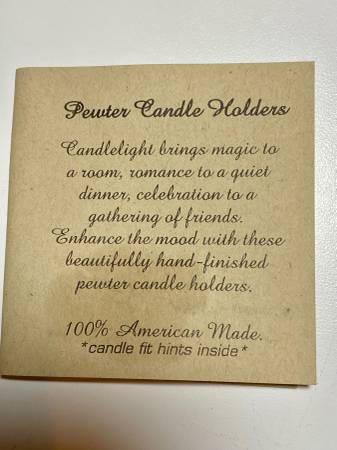 Pewter Candle Holders
Candlelight brings magic to
a room, romance to a quiet
dinner, celebration to a
gathering of friends.
Enhance the mood with these
beautifully hand-finished
pewter candle holders.
100% American Made.
*candle fit hints inside*